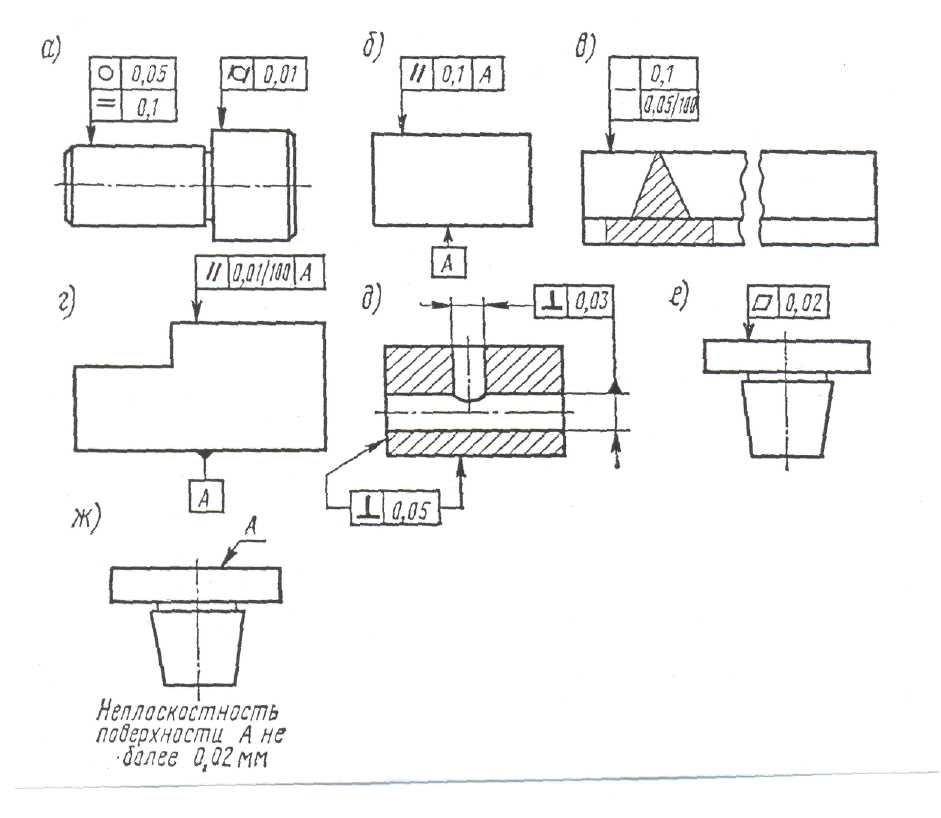 а)
0,05
0,1
0,01
б)
0,1 А
А
в)
0,1
0,05/100
г)
0,01/100 А
А
д)
0,03
0,05
е)
0,02
ж)
А
Неплоскостность
поверхности А не
более 0,02 мм